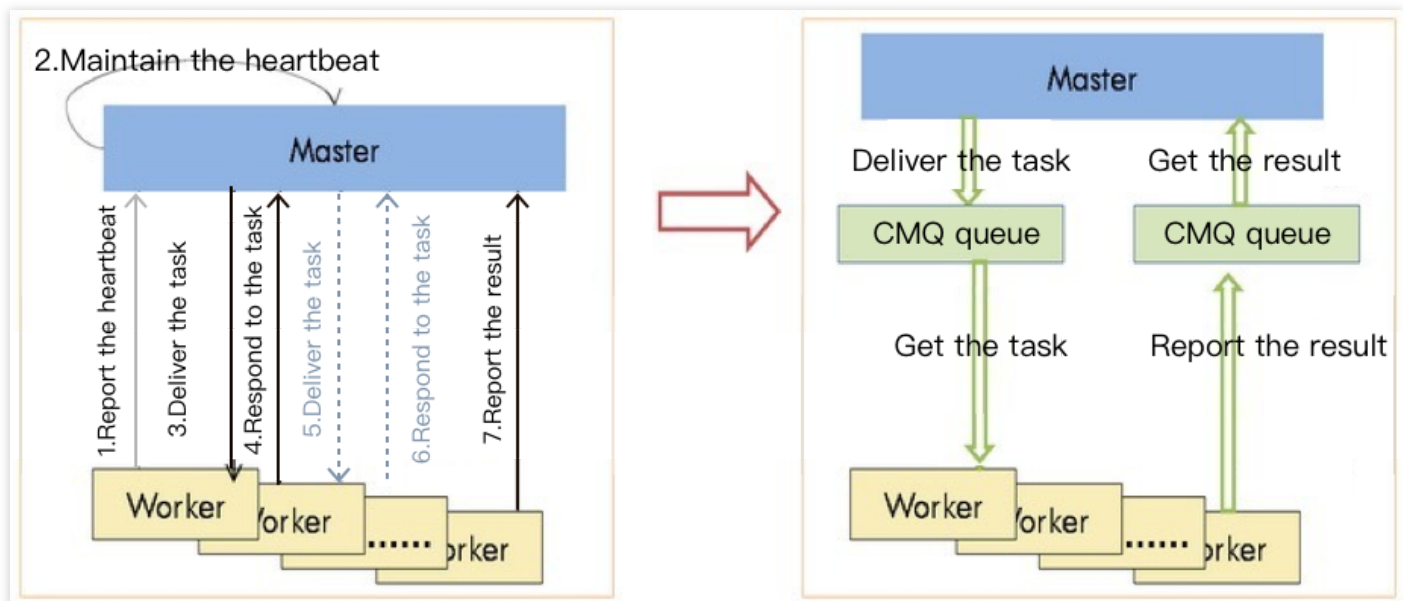 2.Maintain the heartbeat
Master
1.Report the heartbeat
3.Deliver the task
4.Respond to the task
5.Deliver the task
6.Respond to the task
7.Report the result
Worker
orker
......
orker
Master
Deliver the task
Get the result
CMQ queue
CMQ queue
Get the task
Report the result
Worker
orker
......
orker